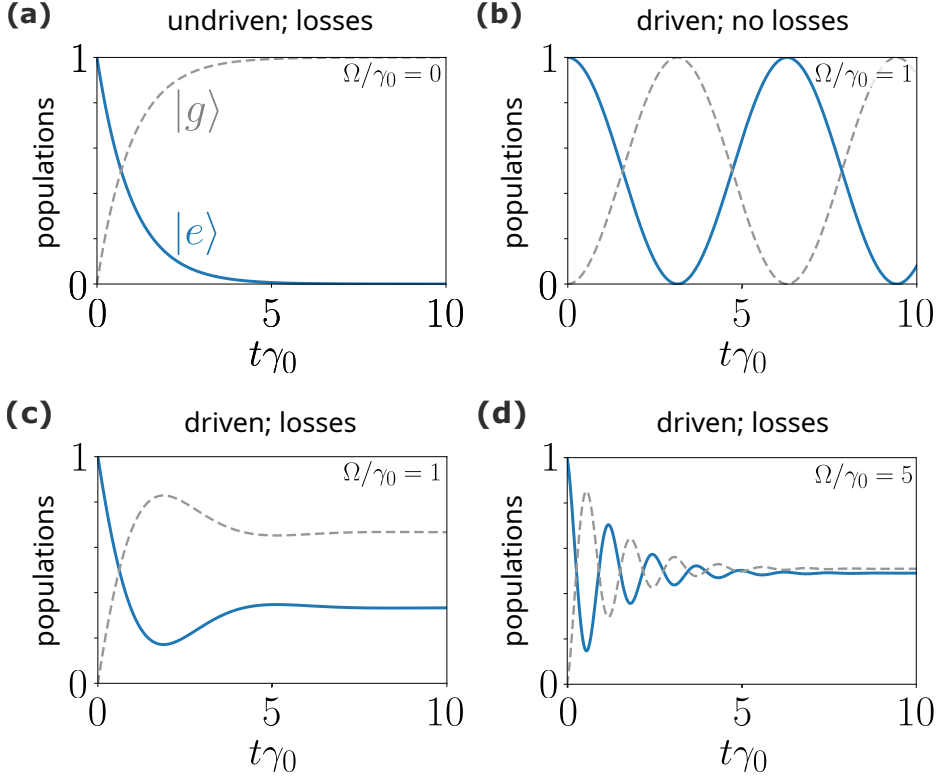 (a)
undriven; losses
1
Ω/γ₀ = 0
|g⟩
populations
|e⟩
0
0
5
10
tγ₀
(b)
driven; no losses
1
Ω/γ₀ = 1
populations
0
0
5
10
tγ₀
(c)
driven; losses
1
Ω/γ₀ = 1
populations
0
0
5
10
tγ₀
(d)
driven; losses
1
Ω/γ₀ = 5
populations
0
0
5
10
tγ₀